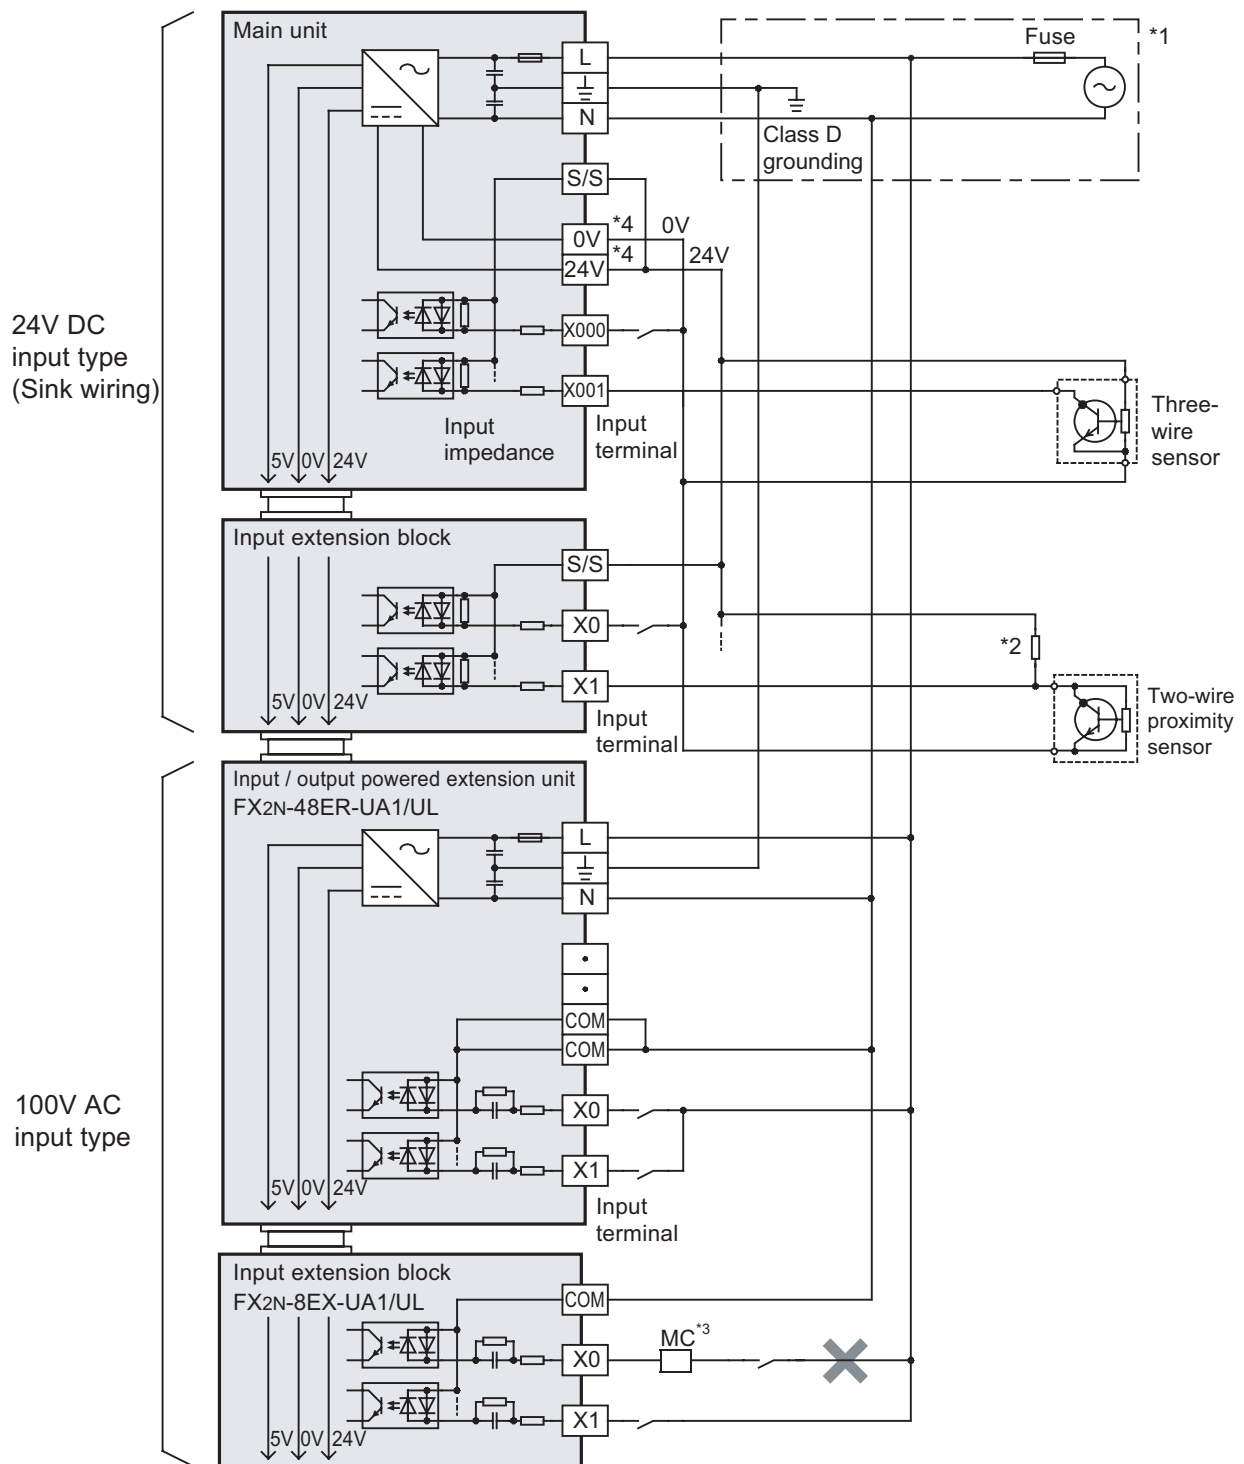 Main unit
L
N
Fuse
*1
Class D
grounding
S/S
*4
0V
0V
*4
24V
24V
X000
X001
24V DC
input type
(Sink wiring)
Input
impedance
Input
terminal
Three-
wire
sensor
5V 0V 24V
Input extension block
S/S
X0
X1
*2
5V 0V 24V
Input
terminal
Two-wire
proximity
sensor
Input / output powered extension unit
FX2N-48ER-UA1/UL
L
N
COM
COM
X0
X1
100V AC
input type
5V 0V 24V
Input
terminal
Input extension block
FX2N-8EX-UA1/UL
COM
MC*3
X0
X1
5V 0V 24V